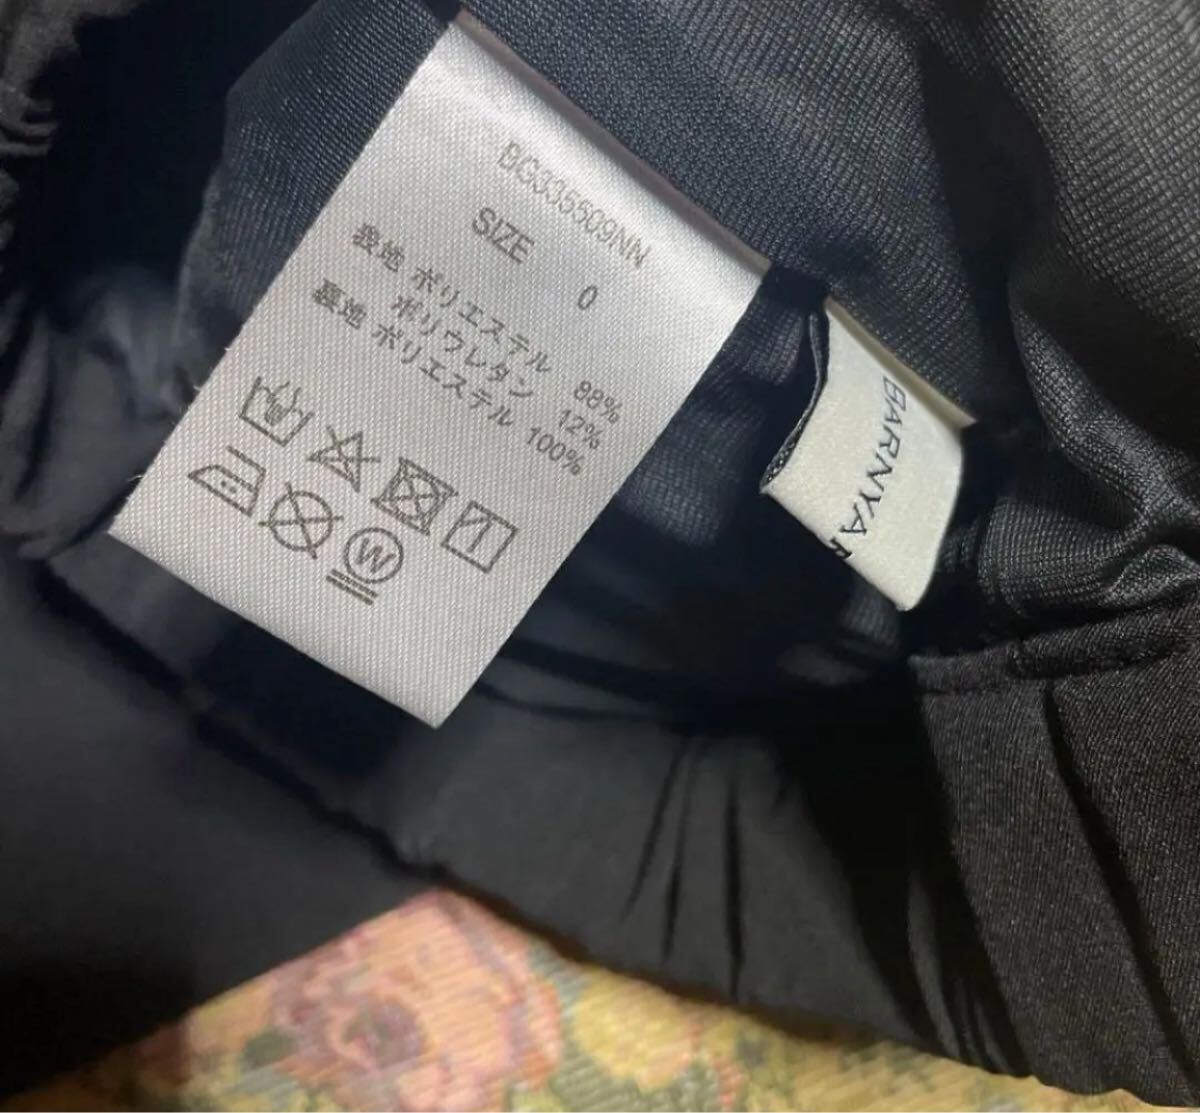 BG335509NN
SIZE 0
表地 ポリエステル 88%
ポリウレタン 12%
裏地 ポリエステル 100%
W
BARNYA